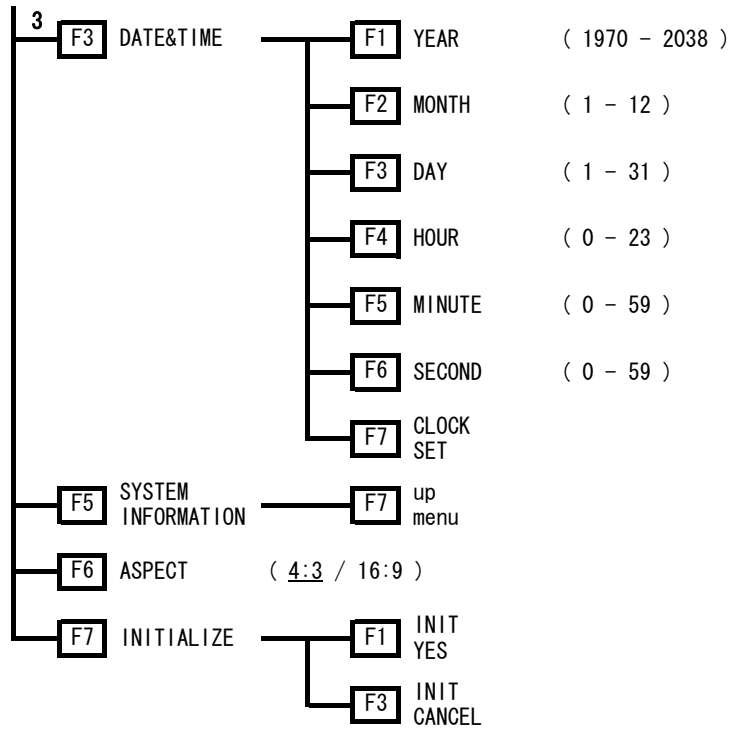 3
F3 DATE&TIME F1 YEAR ( 1970 - 2038 )
F2 MONTH ( 1 - 12 )
F3 DAY ( 1 - 31 )
F4 HOUR ( 0 - 23 )
F5 MINUTE ( 0 - 59 )
F6 SECOND ( 0 - 59 )
F7 CLOCK
SET
F5 SYSTEM
INFORMATION
F7 up
menu
F6 ASPECT ( 4:3 / 16:9 )
F7 INITIALIZE
F1 INIT
YES
F3 INIT
CANCEL